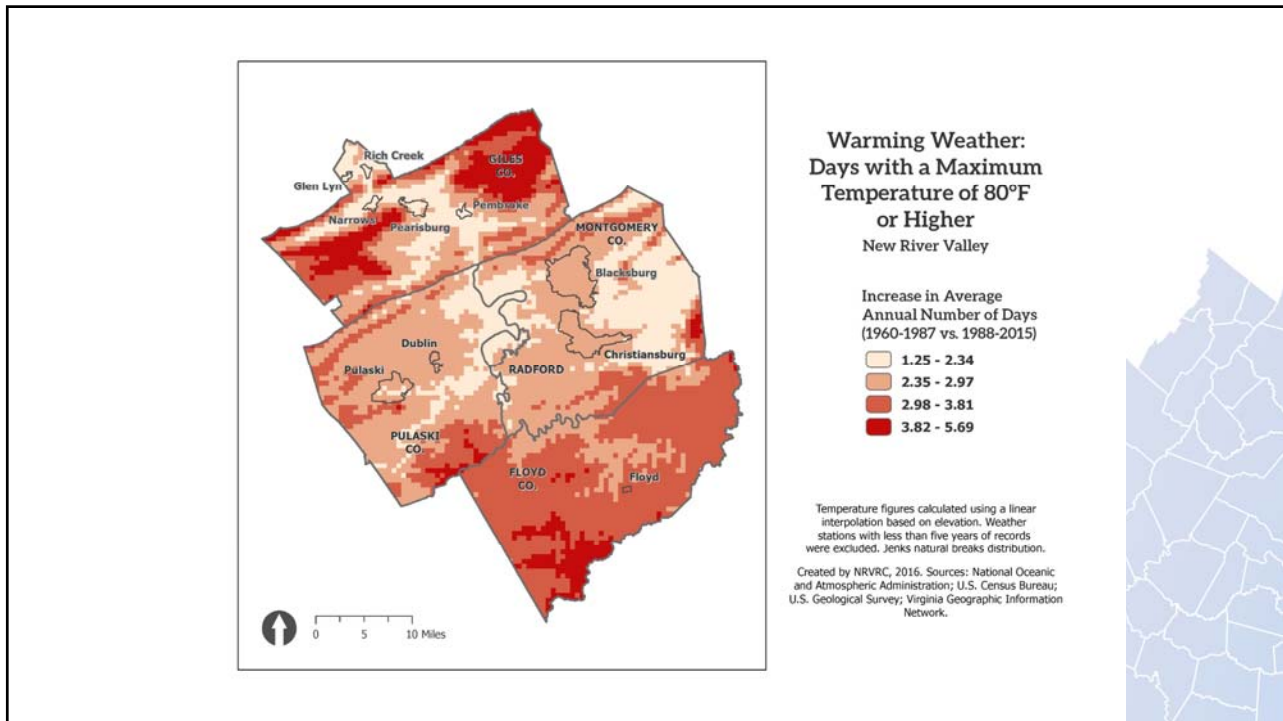 Warming Weather:
Days with a Maximum
Temperature of 80°F
or Higher
New River Valley
Increase in Average
Annual Number of Days
(1960-1987 vs. 1988-2015)
1.25 - 2.34
2.35 - 2.97
2.98 - 3.81
3.82 - 5.69
Temperature figures calculated using a linear
interpolation based on elevation. Weather
stations with less than five years of records
were excluded. Jenks natural breaks distribution.
Created by NRVRC, 2016. Sources: National Oceanic
and Atmospheric Administration; U.S. Census Bureau;
U.S. Geological Survey; Virginia Geographic Information
Network.
Rich Creek
GILES
CO.
Glen Lyn
Narrows
Pearisburg
Pembroke
MONTGOMERY
CO.
Blacksburg
Dublin
Christiansburg
Pulaski
RADFORD
PULASKI
CO.
FLOYD
CO.
Floyd
0 5 10 Miles